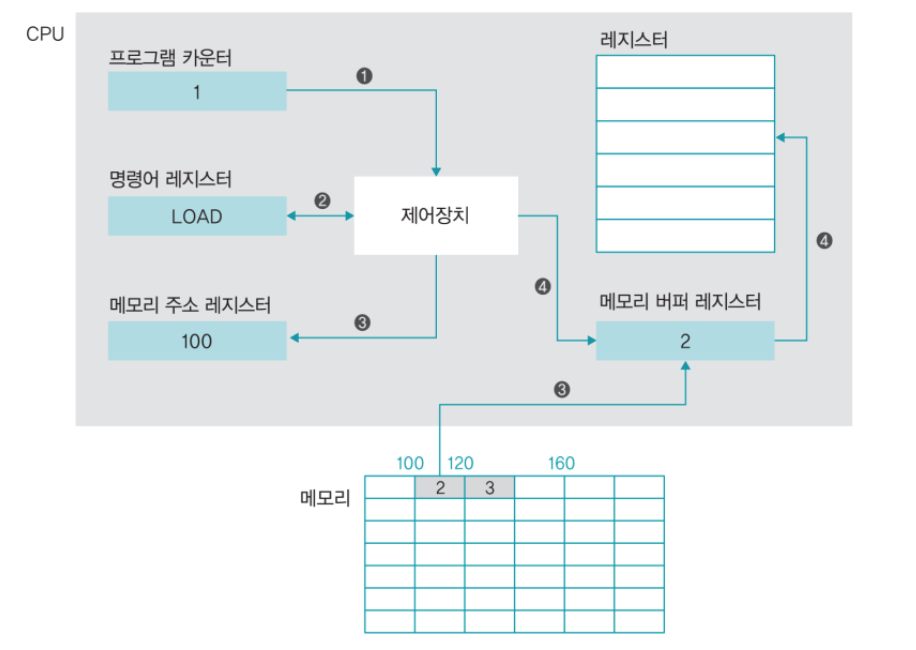 CPU
프로그램 카운터
1
❶
레지스터
명령어 레지스터
LOAD
❷
제어장치
❹
메모리 주소 레지스터
100
❸
❹
메모리 버퍼 레지스터
2
❸
100 120 160
메모리
2 3